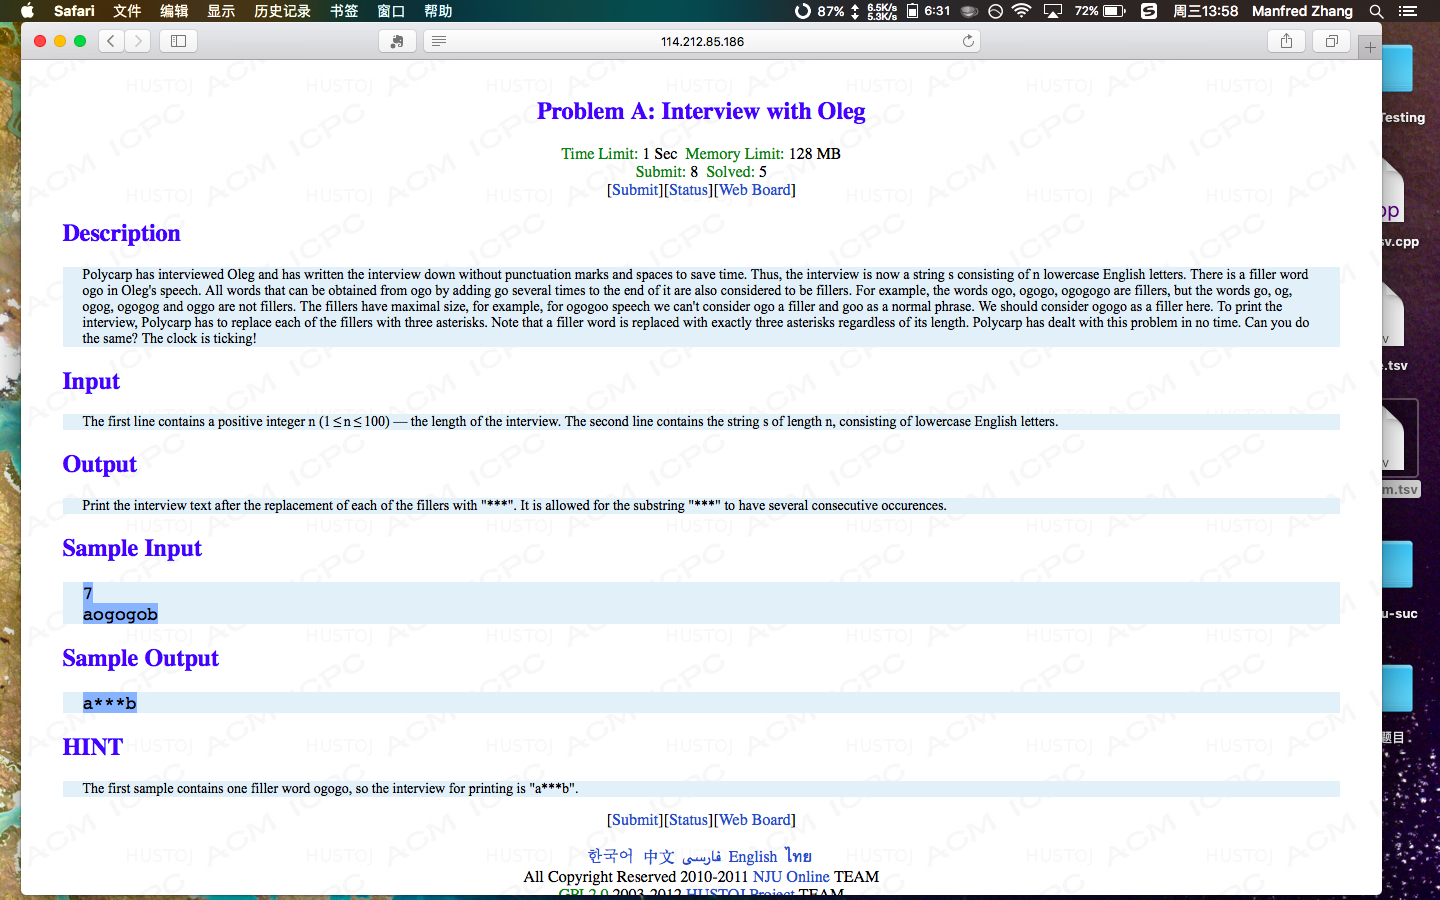 Safari 文件 编辑 显示 历史记录 书签 窗口 帮助 87% 6.5K/s 5.3K/s 6:31 72% 周三13:58 Manfred Zhang
114.212.85.186
Problem A: Interview with Oleg
Time Limit: 1 Sec Memory Limit: 128 MB
Submit: 8 Solved: 5
[Submit][Status][Web Board]
Description
Polycarp has interviewed Oleg and has written the interview down without punctuation marks and spaces to save time. Thus, the interview is now a string s consisting of n lowercase English letters. There is a filler word
ogo in Oleg's speech. All words that can be obtained from ogo by adding go several times to the end of it are also considered to be fillers. For example, the words ogo, ogogo, ogogogo are fillers, but the words go, og,
ogog, ogogog and oggo are not fillers. The fillers have maximal size, for example, for ogogoo speech we can't consider ogo a filler and goo as a normal phrase. We should consider ogogo as a filler here. To print the
interview, Polycarp has to replace each of the fillers with three asterisks. Note that a filler word is replaced with exactly three asterisks regardless of its length. Polycarp has dealt with this problem in no time. Can you do
the same? The clock is ticking!
Input
The first line contains a positive integer n (1 ≤ n ≤ 100) — the length of the interview. The second line contains the string s of length n, consisting of lowercase English letters.
Output
Print the interview text after the replacement of each of the fillers with "***". It is allowed for the substring "***" to have several consecutive occurences.
Sample Input
7
aogogob
Sample Output
a***b
HINT
The first sample contains one filler word ogogo, so the interview for printing is "a***b".
[Submit][Status][Web Board]
한국어 中文 فارسی English ไทย
All Copyright Reserved 2010-2011 NJU Online TEAM
GPL2.0 2003-2012 HUSTOJ Project TEAM
Testing
pp
sv.cpp
v
e.tsv
v
m.tsv
u-suc
题目
HUSTOJ ACM ICPC